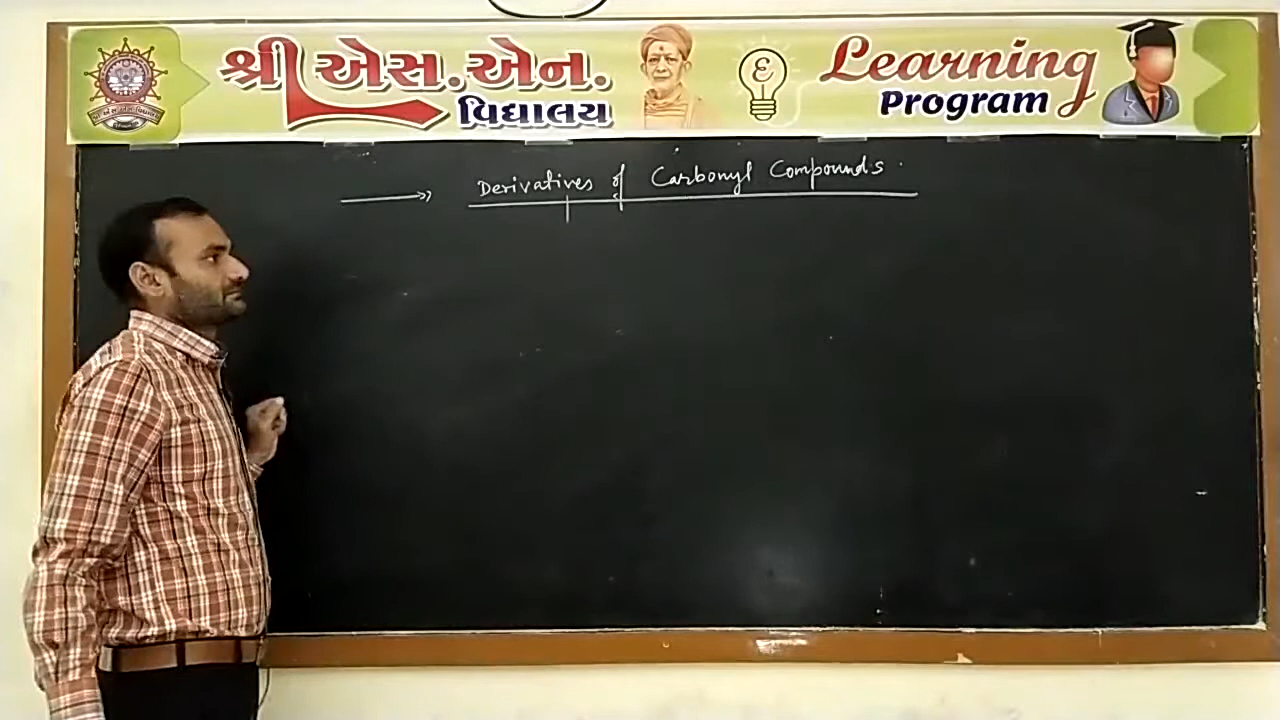 શ્રી એસ.એન.
વિદ્યાલય
Learning
Program
Derivatives of Carbonyl Compounds.